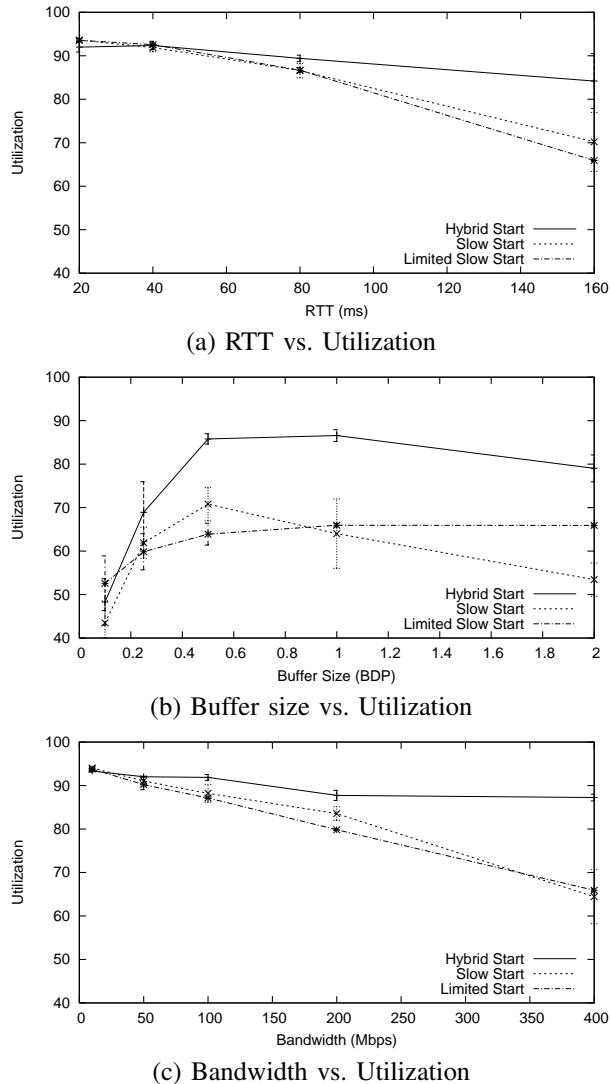 100
90
80
70
60
50
40
Utilization
Hybrid Start
Slow Start
Limited Slow Start
20 40 60 80 100 120 140 160
RTT (ms)
(a) RTT vs. Utilization
100
90
80
70
60
50
40
Utilization
Hybrid Start
Slow Start
Limited Slow Start
0 0.2 0.4 0.6 0.8 1 1.2 1.4 1.6 1.8 2
Buffer Size (BDP)
(b) Buffer size vs. Utilization
100
90
80
70
60
50
40
Utilization
Hybrid Start
Slow Start
Limited Start
0 50 100 150 200 250 300 350 400
Bandwidth (Mbps)
(c) Bandwidth vs. Utilization